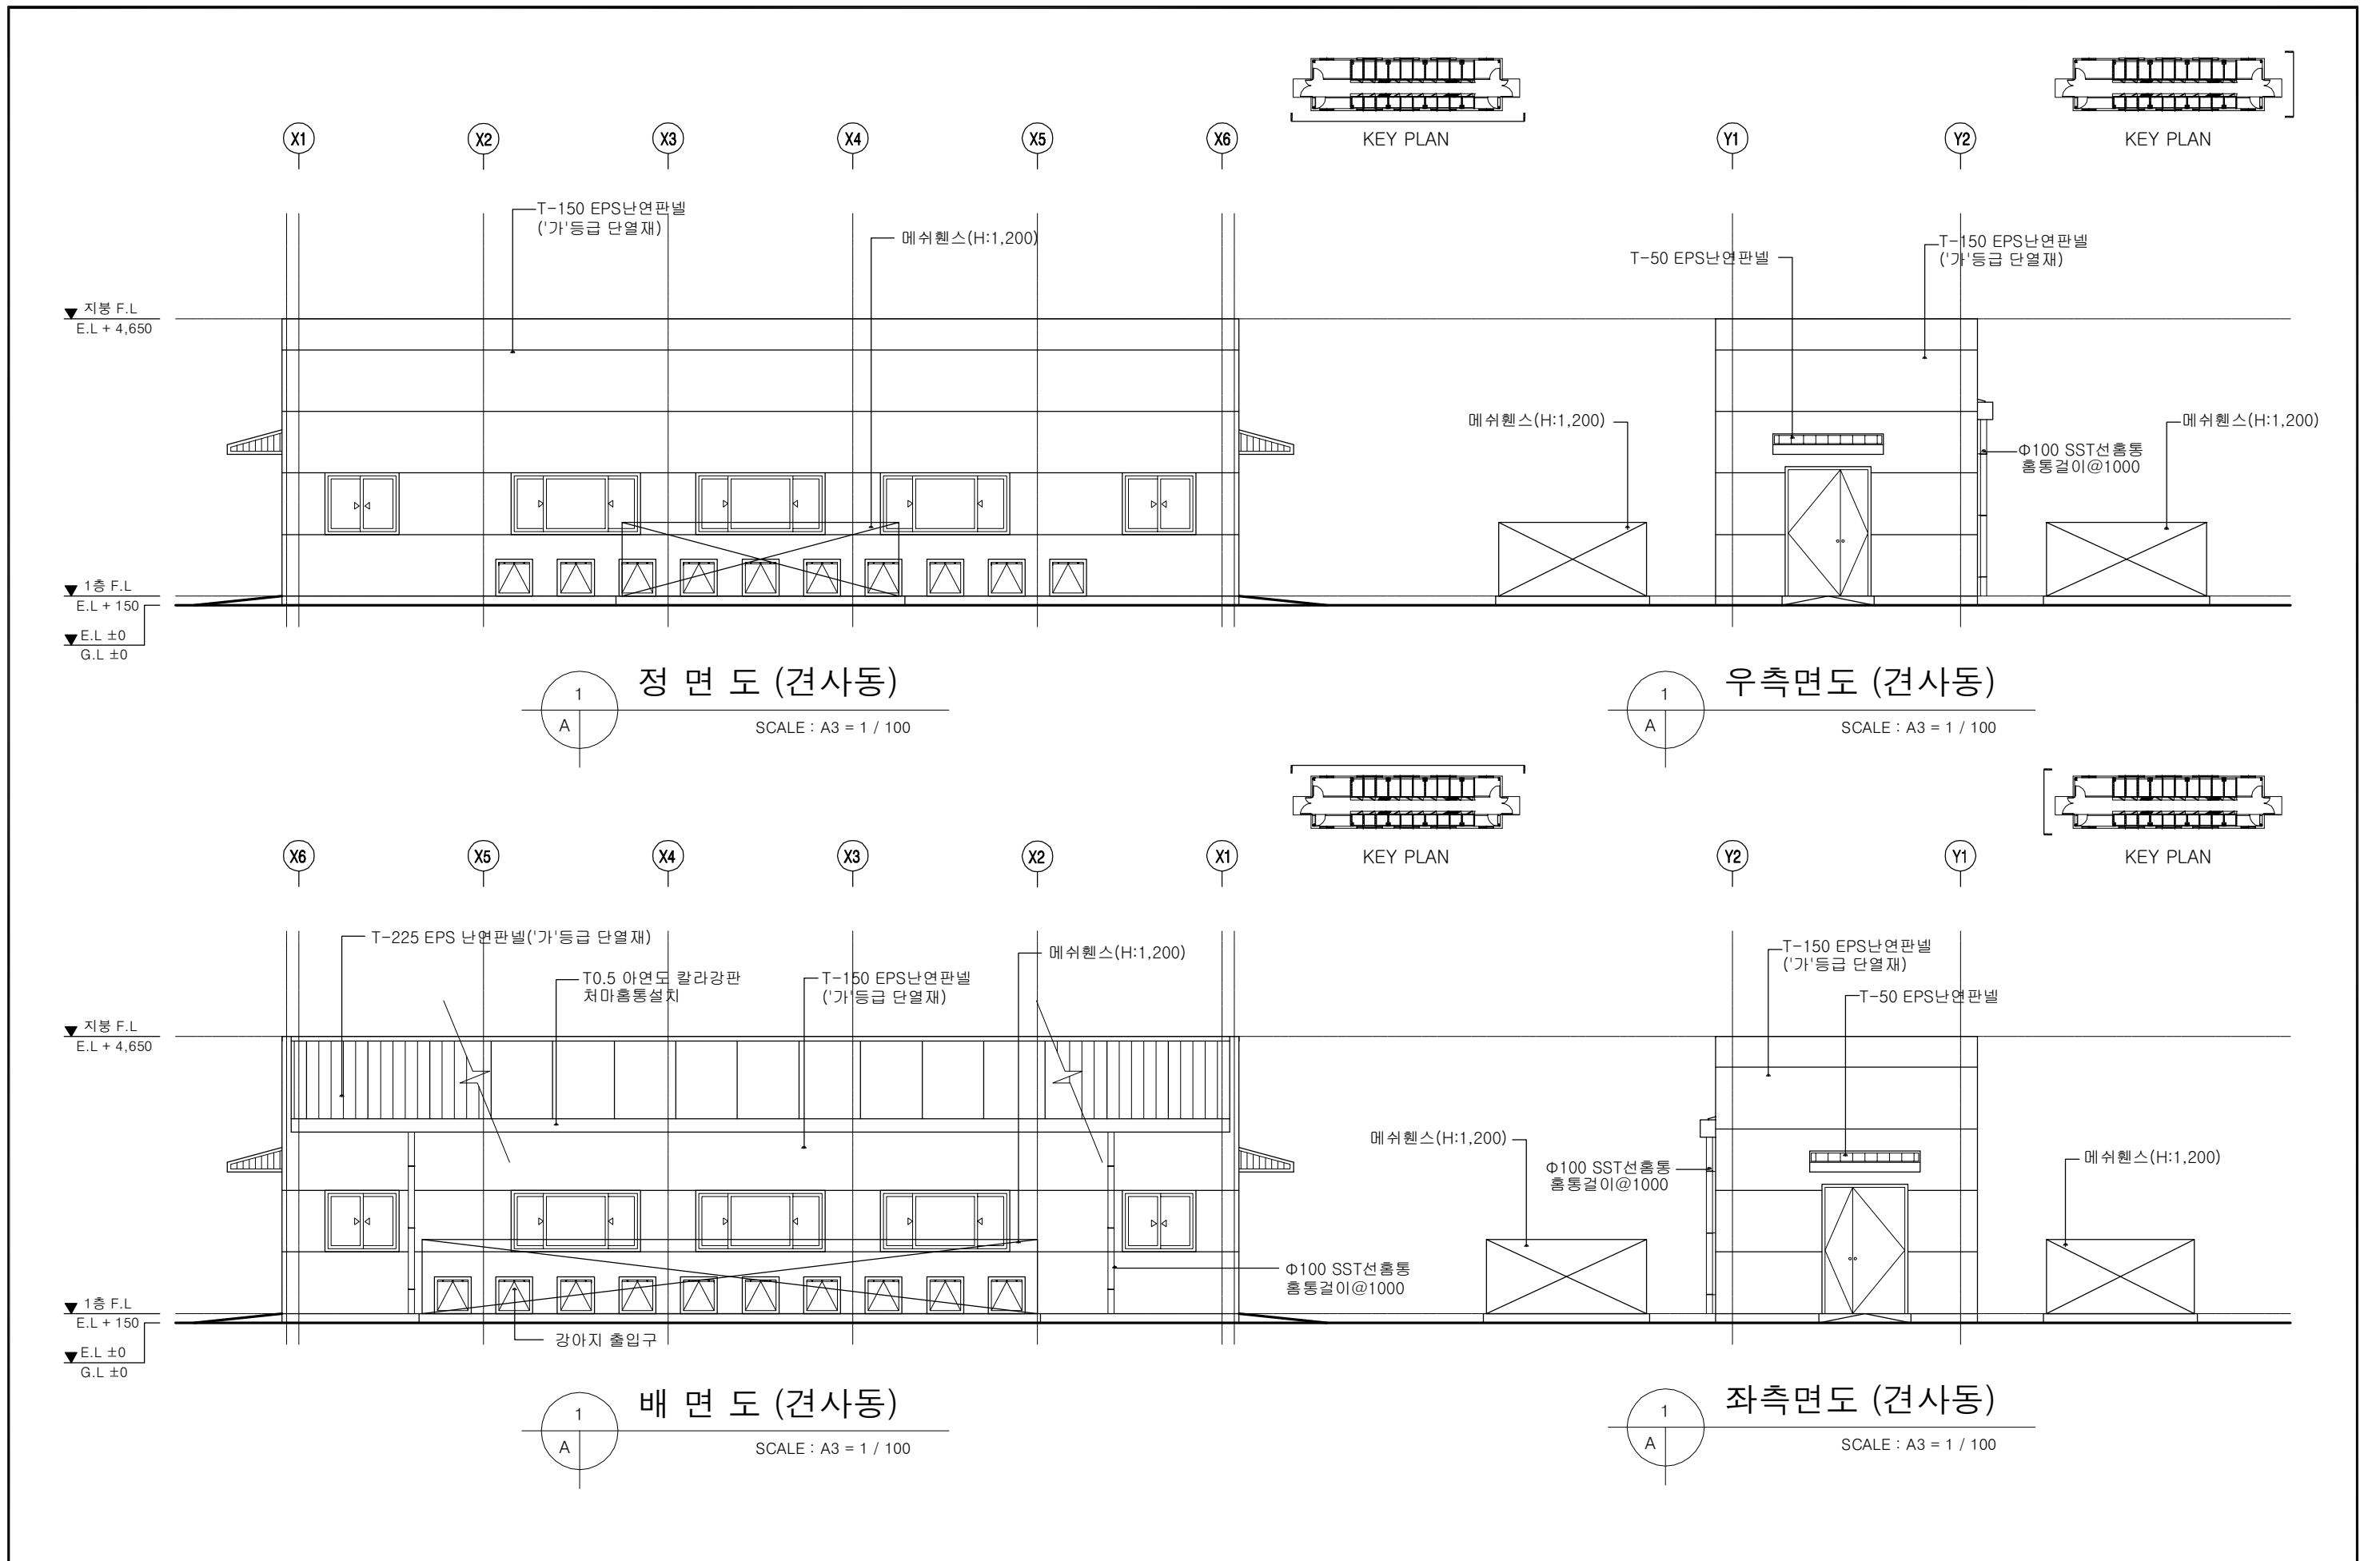 KEY PLAN
KEY PLAN
X1 X2 X3 X4 X5 X6 Y1 Y2
T-150 EPS난연판넬
('가'등급 단열재)
메쉬휀스(H:1,200)
T-50 EPS난연판넬
T-150 EPS난연판넬
('가'등급 단열재)
지붕 F.L
E.L + 4,650
메쉬휀스(H:1,200)
메쉬휀스(H:1,200)
Φ100 SST선홈통
홈통걸이@1000
1층 F.L
E.L + 150
E.L ±0
G.L ±0
1
A
정 면 도 (견사동)
SCALE : A3 = 1 / 100
1
A
우측면도 (견사동)
SCALE : A3 = 1 / 100
KEY PLAN
KEY PLAN
X6 X5 X4 X3 X2 X1 Y2 Y1
T-225 EPS 난연판넬('가'등급 단열재)
T0.5 아연도 칼라강판
처마홈통설치
T-150 EPS난연판넬
('가'등급 단열재)
메쉬휀스(H:1,200)
T-150 EPS난연판넬
('가'등급 단열재)
T-50 EPS난연판넬
지붕 F.L
E.L + 4,650
메쉬휀스(H:1,200)
Φ100 SST선홈통
홈통걸이@1000
메쉬휀스(H:1,200)
Φ100 SST선홈통
홈통걸이@1000
1층 F.L
E.L + 150
E.L ±0
G.L ±0
강아지 출입구
1
A
배 면 도 (견사동)
SCALE : A3 = 1 / 100
1
A
좌측면도 (견사동)
SCALE : A3 = 1 / 100